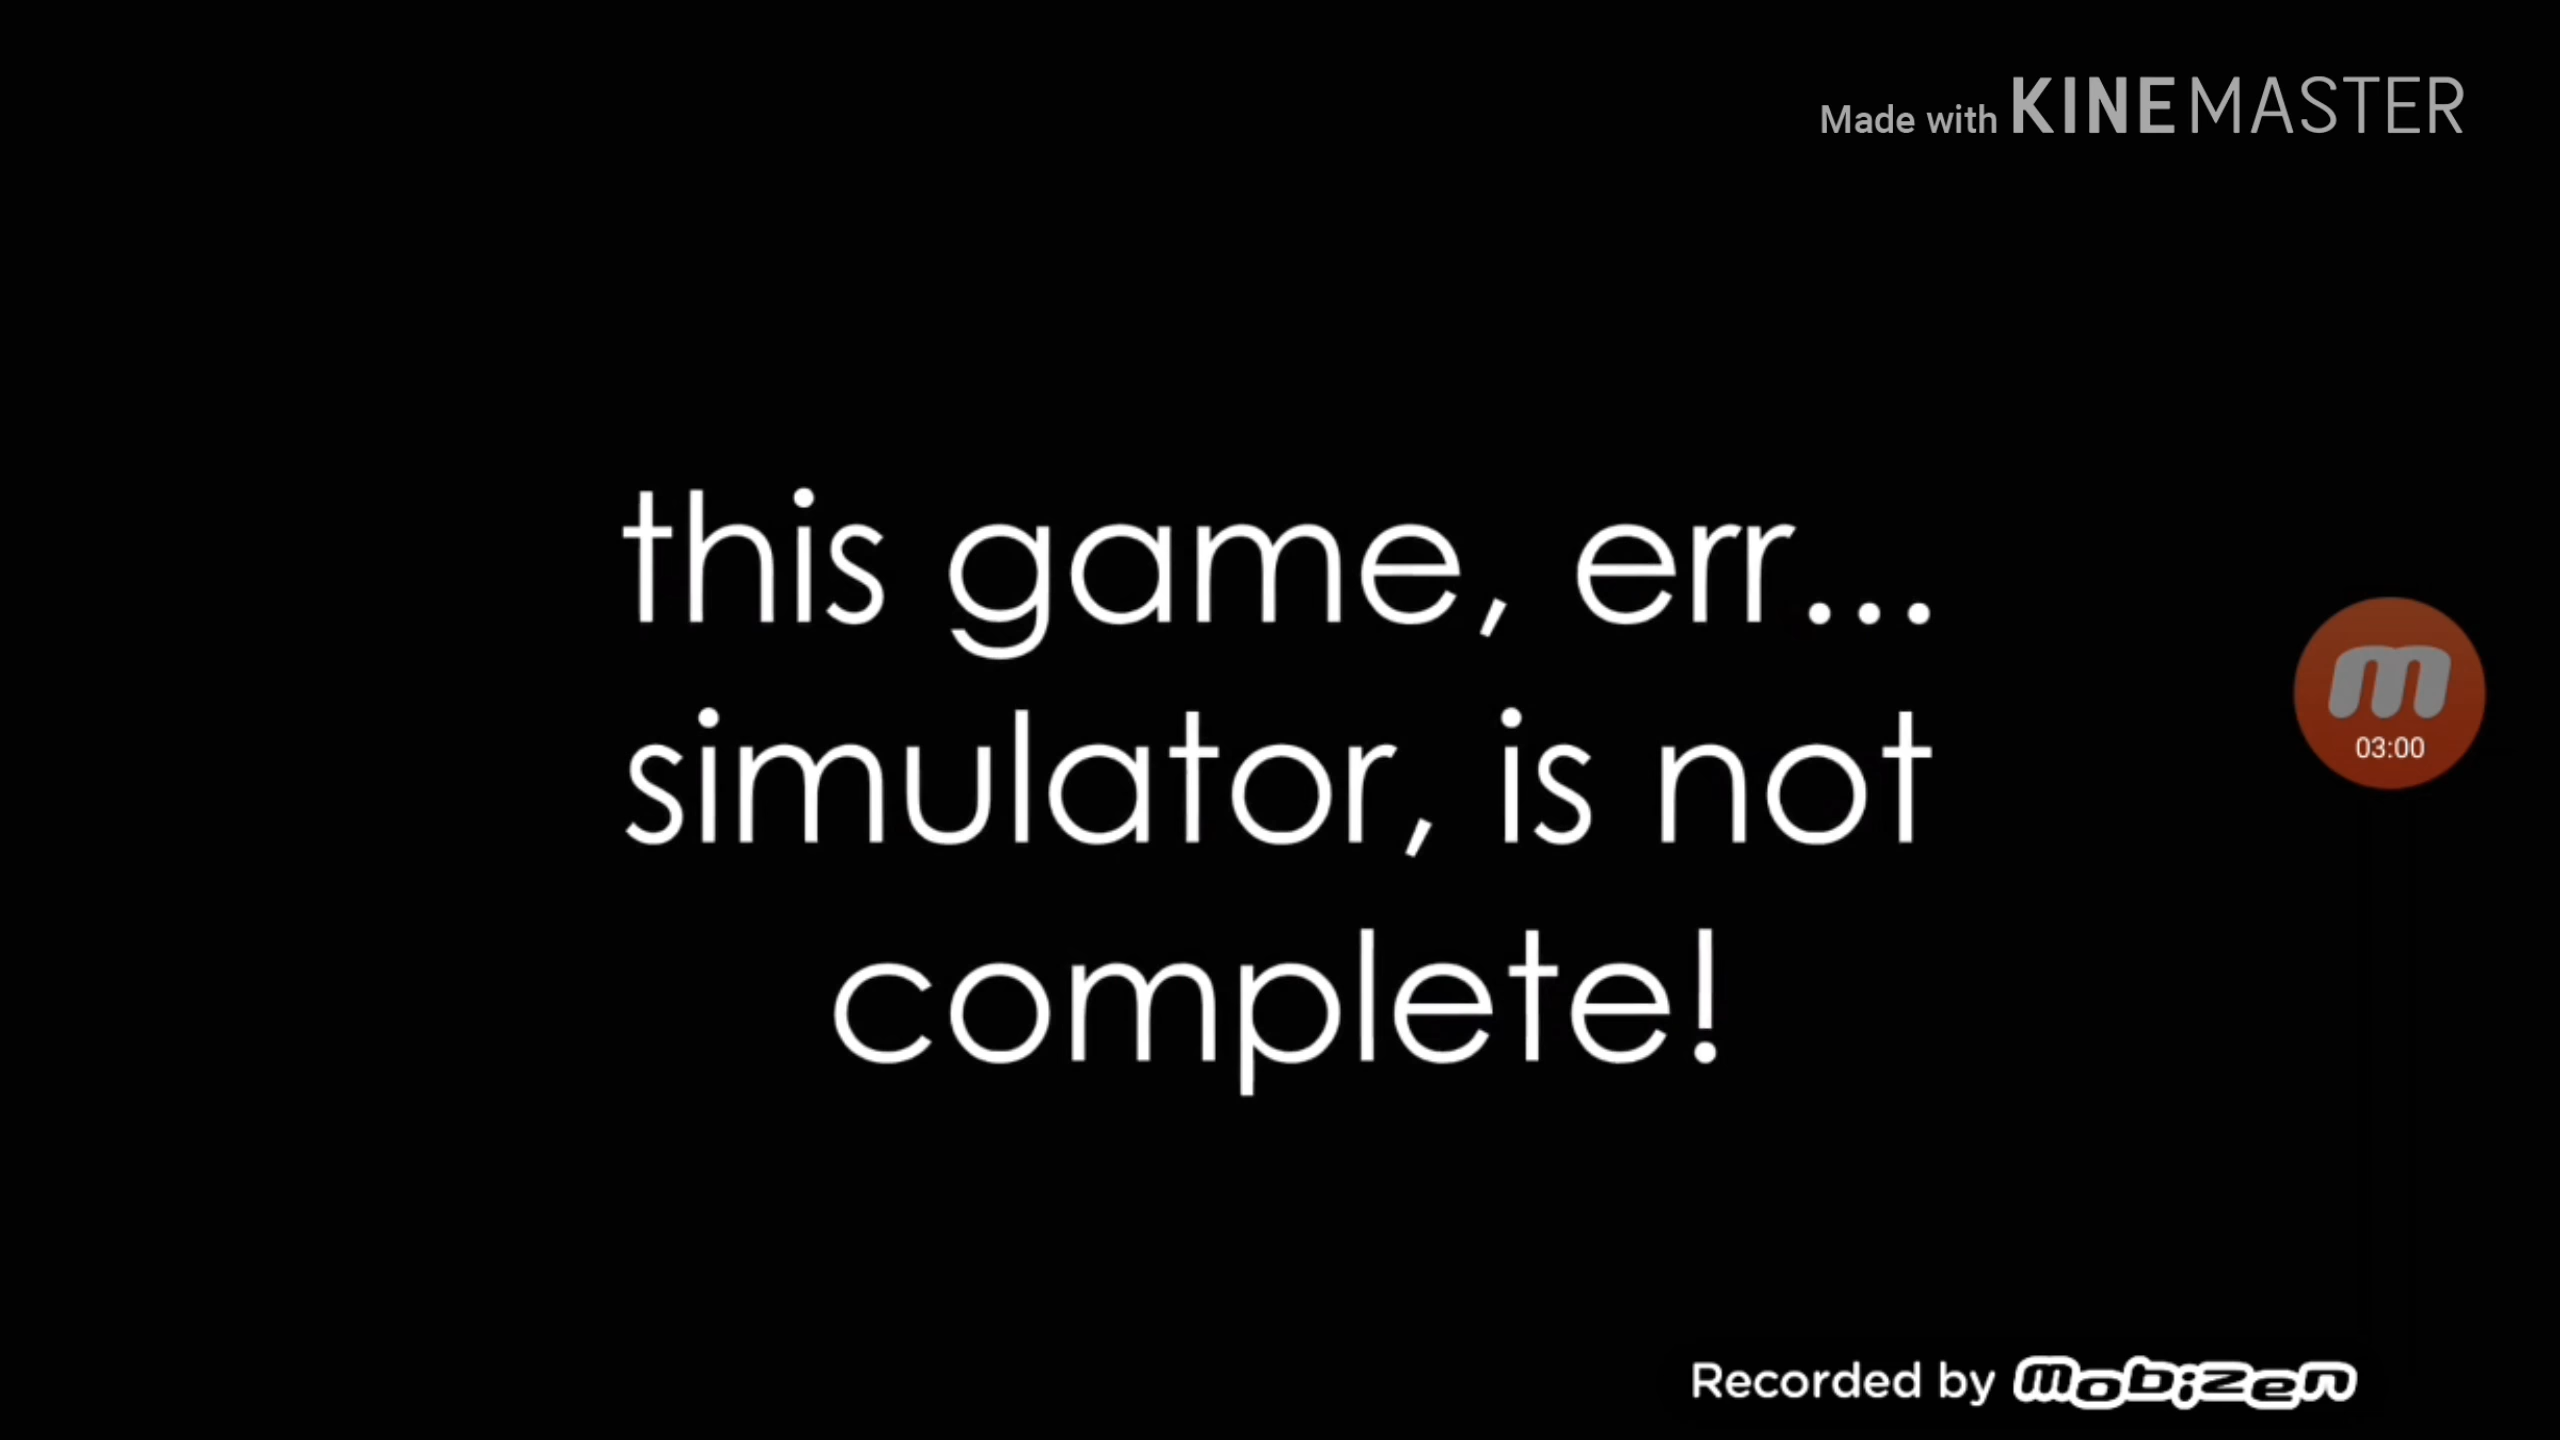 Made with KINEMASTER
this game, err...
simulator, is not
complete!
m
03:00
Recorded by mobizen